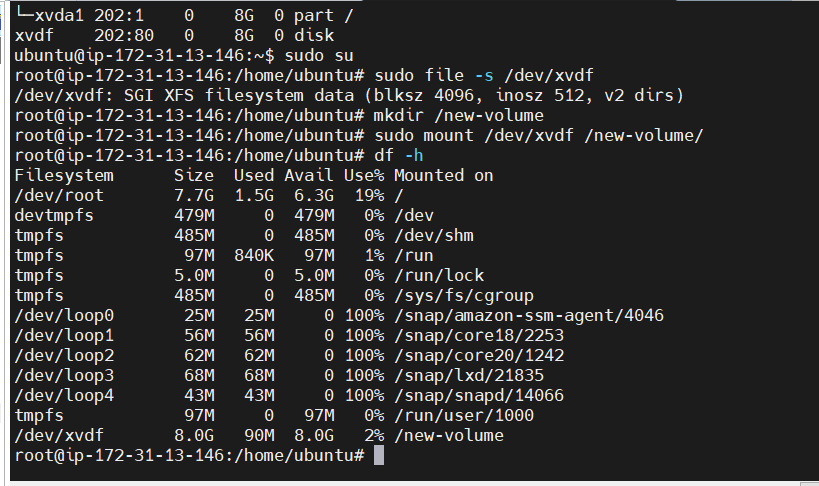 └─xvda1 202:1    0    8G  0 part /
xvdf    202:80   0    8G  0 disk
ubuntu@ip-172-31-13-146:~$ sudo su
root@ip-172-31-13-146:/home/ubuntu# sudo file -s /dev/xvdf
/dev/xvdf: SGI XFS filesystem data (blksz 4096, inosz 512, v2 dirs)
root@ip-172-31-13-146:/home/ubuntu# mkdir /new-volume
root@ip-172-31-13-146:/home/ubuntu# sudo mount /dev/xvdf /new-volume/
root@ip-172-31-13-146:/home/ubuntu# df -h
Filesystem      Size  Used Avail Use% Mounted on
/dev/root       7.7G  1.5G  6.3G  19% /
devtmpfs        479M     0  479M   0% /dev
tmpfs           485M     0  485M   0% /dev/shm
tmpfs            97M  840K   97M   1% /run
tmpfs           5.0M     0  5.0M   0% /run/lock
tmpfs           485M     0  485M   0% /sys/fs/cgroup
/dev/loop0       25M   25M     0 100% /snap/amazon-ssm-agent/4046
/dev/loop1       56M   56M     0 100% /snap/core18/2253
/dev/loop2       62M   62M     0 100% /snap/core20/1242
/dev/loop3       68M   68M     0 100% /snap/lxd/21835
/dev/loop4       43M   43M     0 100% /snap/snapd/14066
tmpfs            97M     0   97M   0% /run/user/1000
/dev/xvdf       8.0G   90M  8.0G   2% /new-volume
root@ip-172-31-13-146:/home/ubuntu#